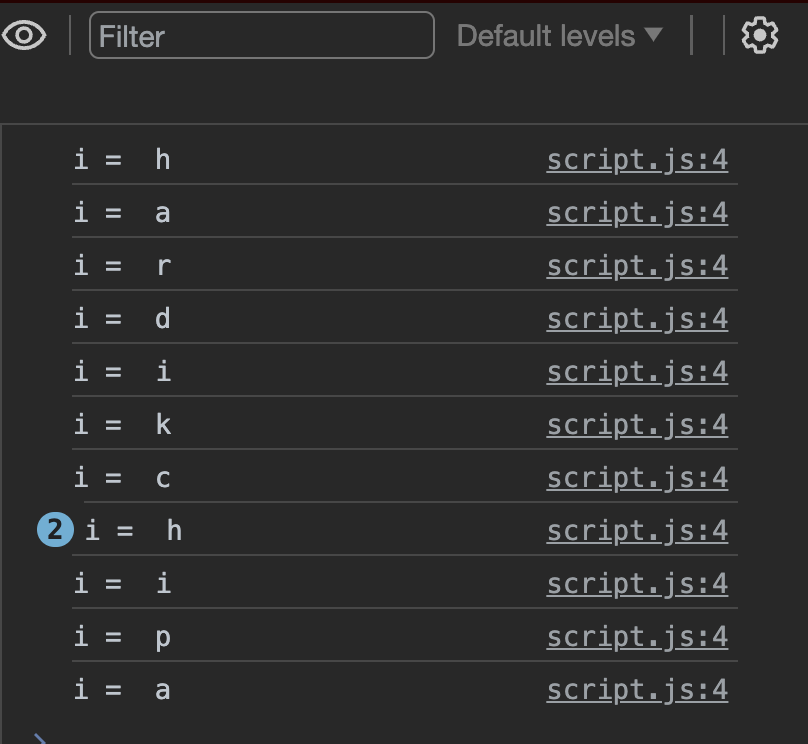 Filter Default levels ▼
i =  h script.js:4
i =  a script.js:4
i =  r script.js:4
i =  d script.js:4
i =  i script.js:4
i =  k script.js:4
i =  c script.js:4
2 i =  h script.js:4
i =  i script.js:4
i =  p script.js:4
i =  a script.js:4